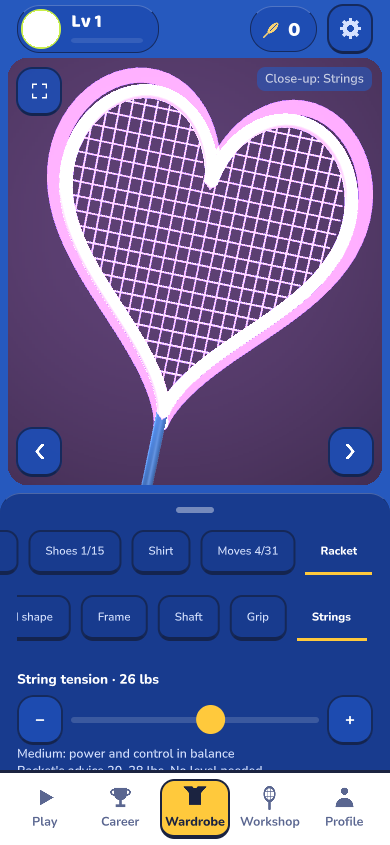 Lv 1
0
Close-up: Strings
Shoes 1/15
Shirt
Moves 4/31
Racket
shape
Frame
Shaft
Grip
Strings
String tension · 26 lbs
−
+
Medium: power and control in balance
Play
Career
Wardrobe
Workshop
Profile